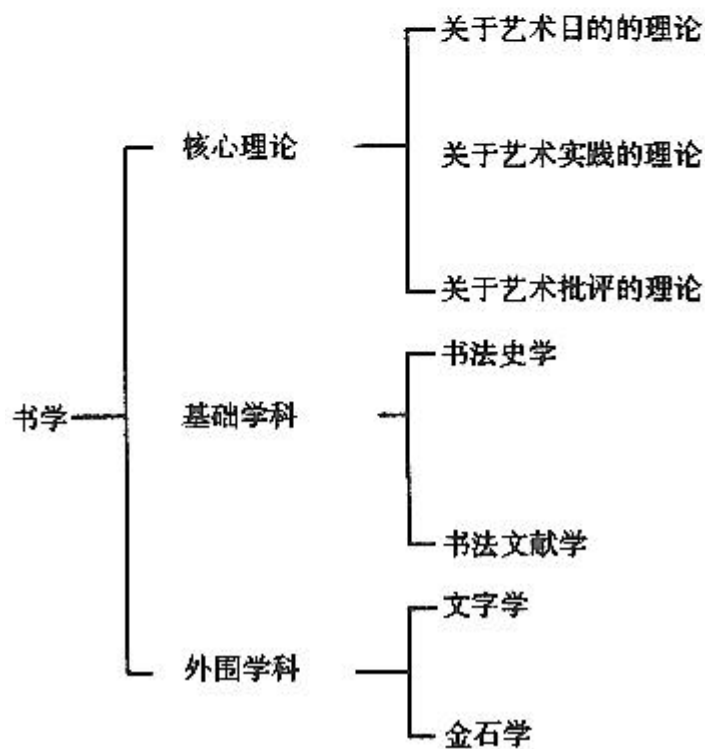 关于艺术目的的理论
核心理论
关于艺术实践的理论
关于艺术批评的理论
书法史学
书学
基础学科
书法文献学
文字学
外围学科
金石学